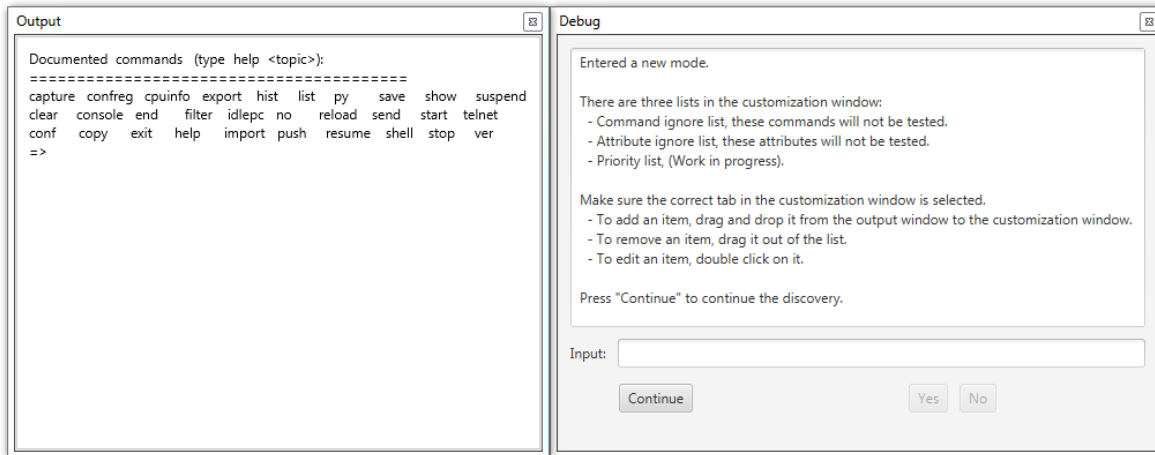 Output
Documented commands (type help <topic>):
========================================
capture confreg cpuinfo export hist list py save show suspend
clear console end filter idlepc no reload send start telnet
conf copy exit help import push resume shell stop ver
=>
Debug
Entered a new mode.
There are three lists in the customization window:
- Command ignore list, these commands will not be tested.
- Attribute ignore list, these attributes will not be tested.
- Priority list, (Work in progress).
Make sure the correct tab in the customization window is selected.
- To add an item, drag and drop it from the output window to the customization window.
- To remove an item, drag it out of the list.
- To edit an item, double click on it.
Press "Continue" to continue the discovery.
Input:
Continue Yes No